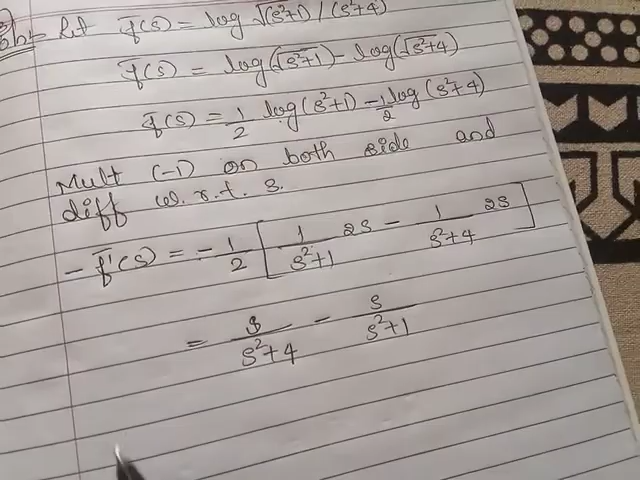 Soln- Let f̄(s) = log √(s²+1) / (s²+4)
f̄(s) = log(√s²+1) - log(√s²+4)
f̄(s) = 1/2 log(s²+1) - 1/2 log(s²+4)
Mult (-1) on both side and
diff w.r.t. s.
- f̄'(s) = - 1/2 [ 1/(s²+1) 2s - 1/(s²+4) 2s ]
= s/(s²+4) - s/(s²+1)